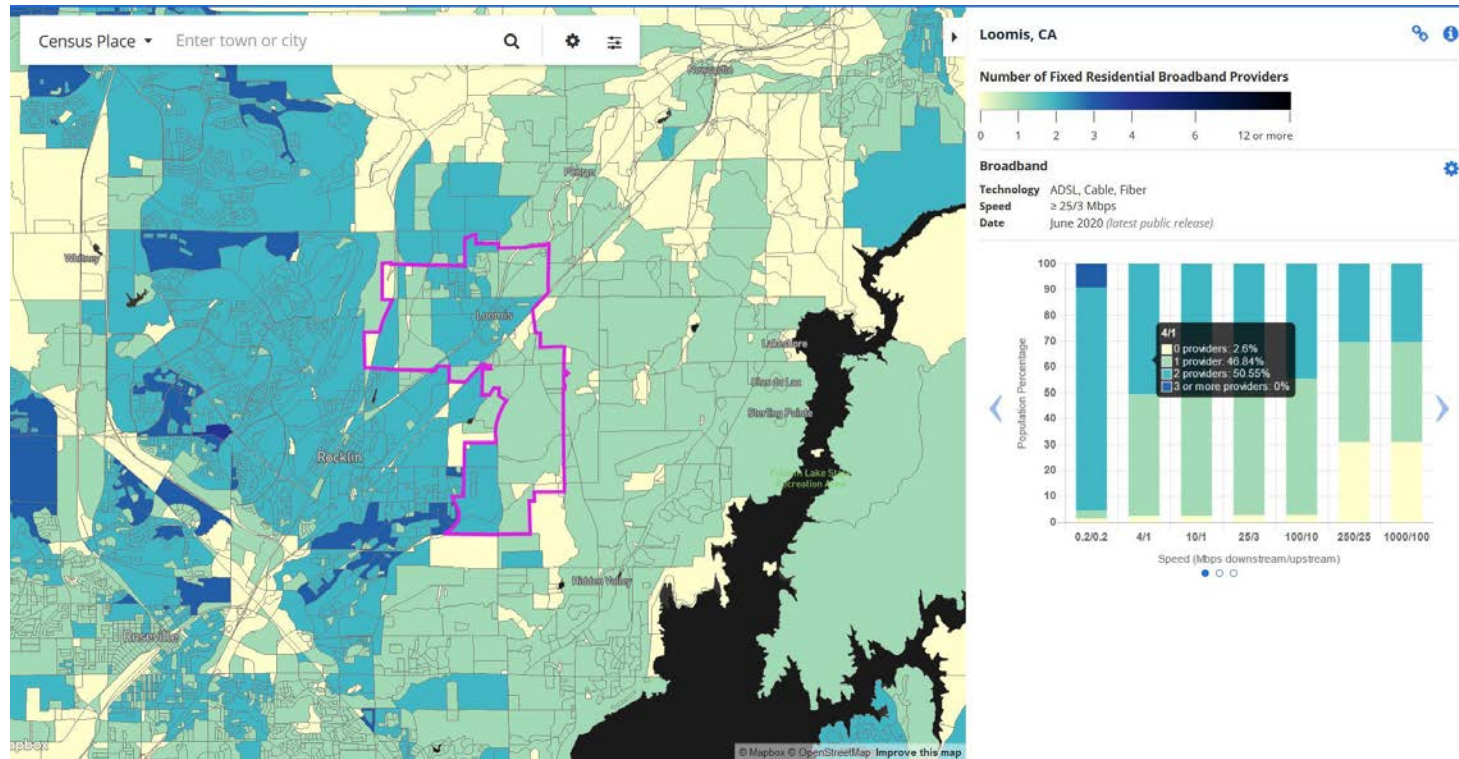 Census Place
Enter town or city
Newcastle
Penryn
Whitney
Loomis
Lakeshore
Sterling Pointe
Rocklin
Hidden Valley
Roseville
© Mapbox © OpenStreetMap Improve this map
Loomis, CA
Number of Fixed Residential Broadband Providers
0 1 2 3 4 6 12 or more
Broadband
Technology ADSL, Cable, Fiber
Speed ≥ 25/3 Mbps
Date June 2020 (latest public release)
Population Percentage
100
90
80
70
60
50
40
30
20
10
0
4/1
0 providers: 2.6%
1 provider: 46.84%
2 providers: 50.55%
3 or more providers: 0%
0.2/0.2 4/1 10/1 25/3 100/10 250/25 1000/100
Speed (Mbps downstream/upstream)